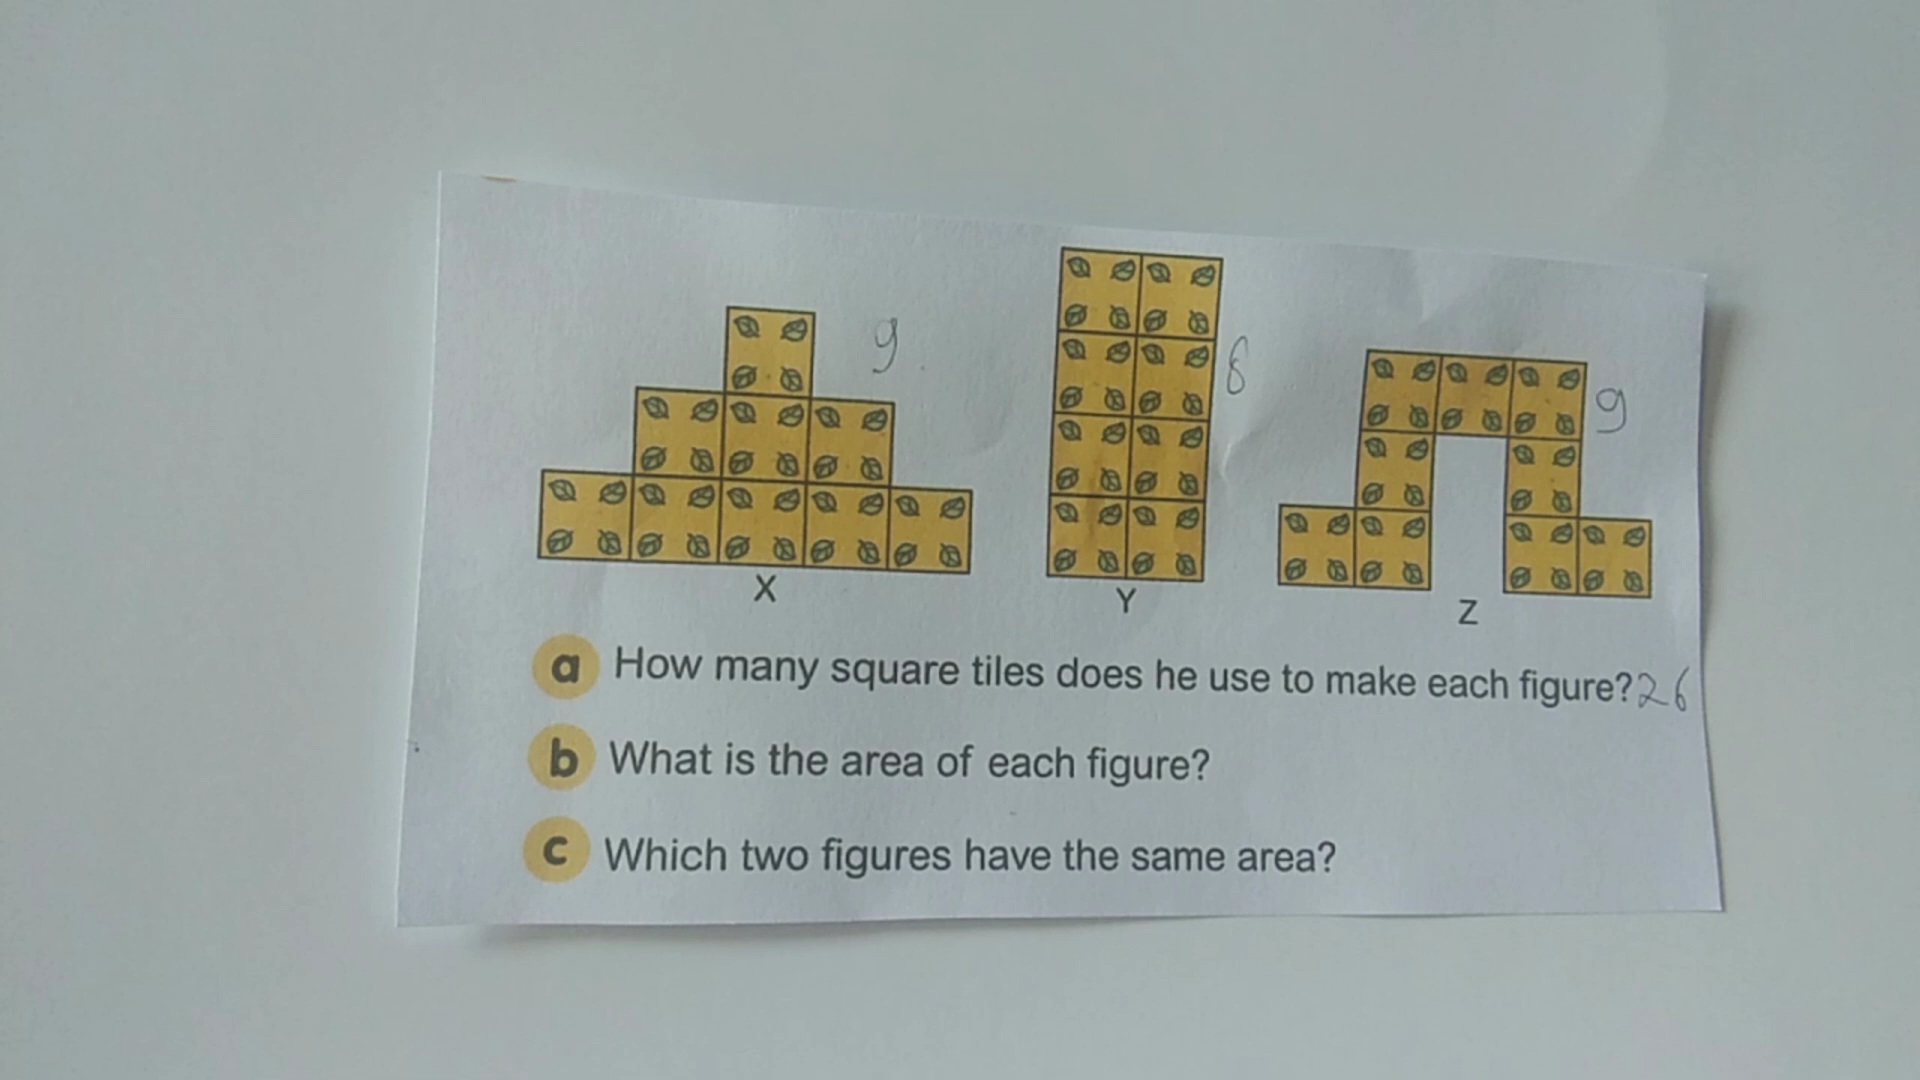 9
8
9
X
Y
Z
a How many square tiles does he use to make each figure? 26
b What is the area of each figure?
c Which two figures have the same area?